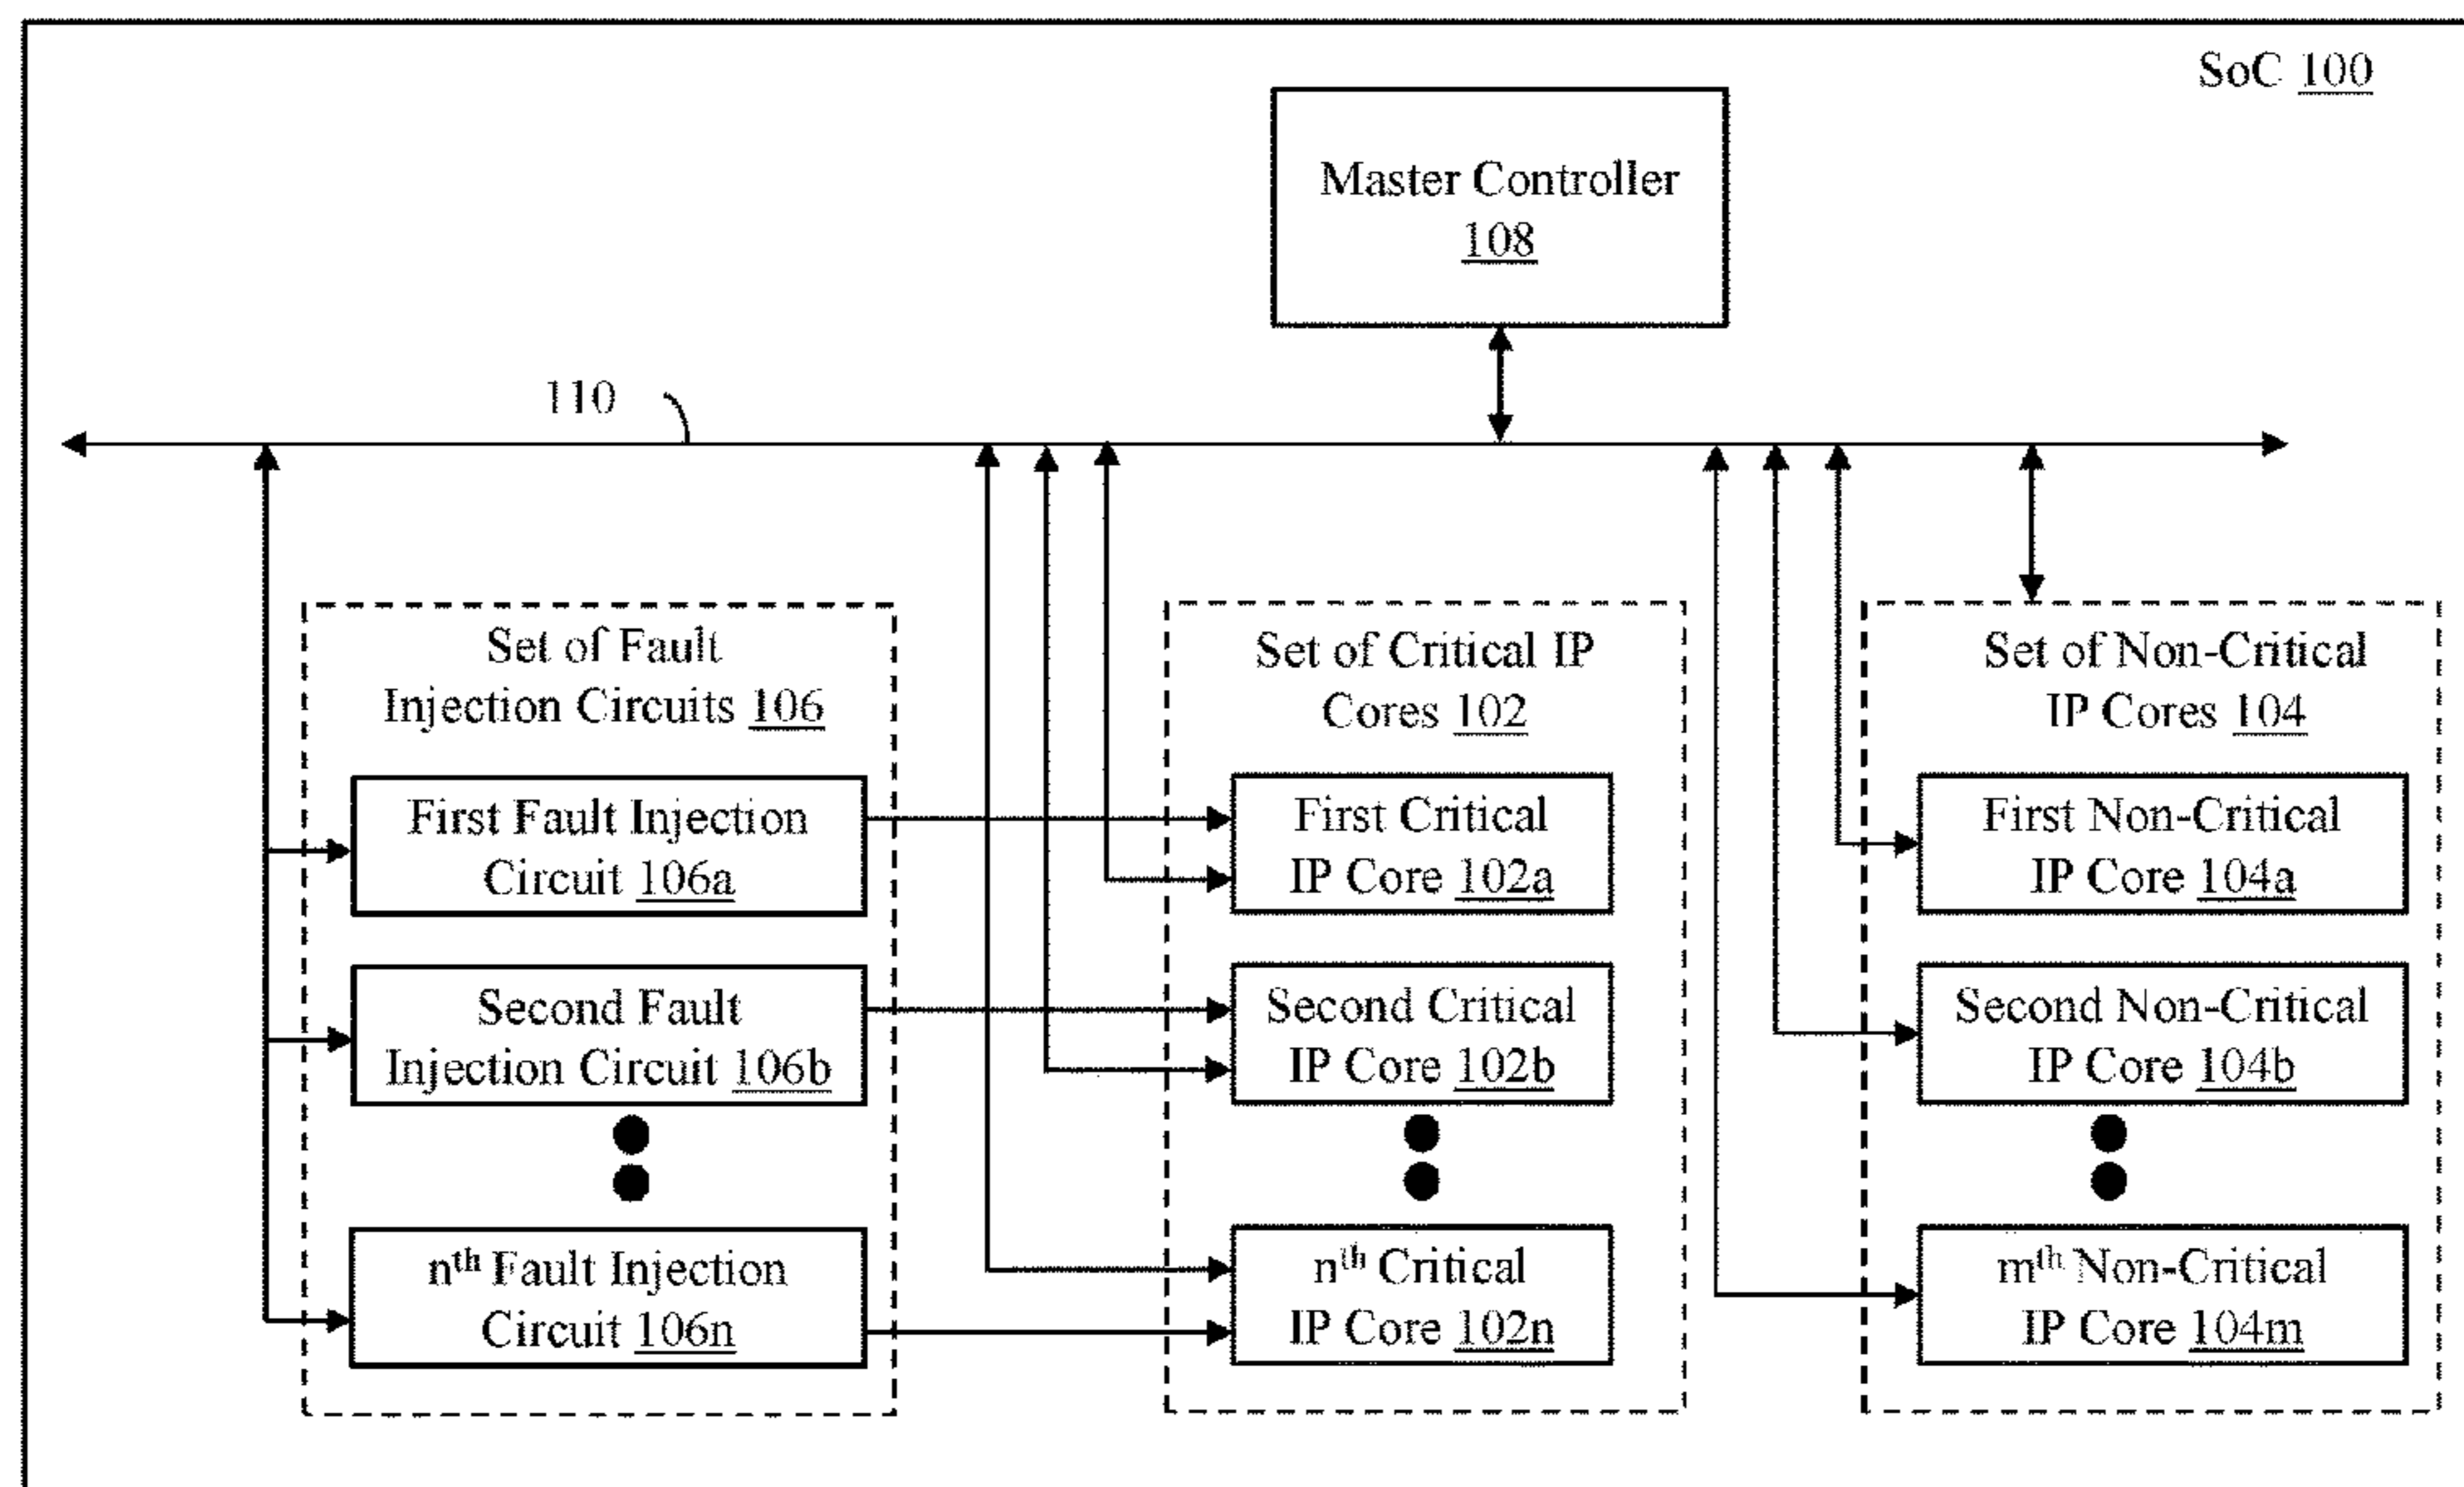 SoC 100
Master Controller
108
110
Set of Fault
Injection Circuits 106
First Fault Injection
Circuit 106a
Second Fault
Injection Circuit 106b
nth Fault Injection
Circuit 106n
Set of Critical IP
Cores 102
First Critical
IP Core 102a
Second Critical
IP Core 102b
nth Critical
IP Core 102n
Set of Non-Critical
IP Cores 104
First Non-Critical
IP Core 104a
Second Non-Critical
IP Core 104b
mth Non-Critical
IP Core 104m